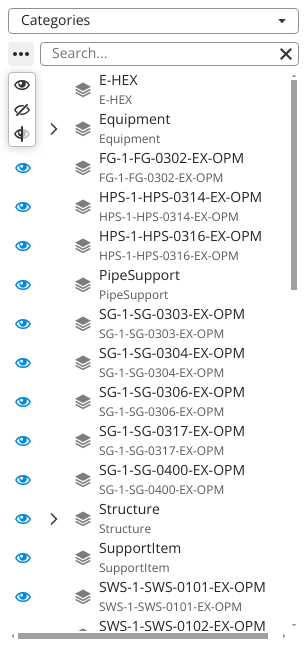 Categories
Search...
E-HEX
E-HEX
Equipment
Equipment
FG-1-FG-0302-EX-OPM
FG-1-FG-0302-EX-OPM
HPS-1-HPS-0314-EX-OPM
HPS-1-HPS-0314-EX-OPM
HPS-1-HPS-0316-EX-OPM
HPS-1-HPS-0316-EX-OPM
PipeSupport
PipeSupport
SG-1-SG-0303-EX-OPM
SG-1-SG-0303-EX-OPM
SG-1-SG-0304-EX-OPM
SG-1-SG-0304-EX-OPM
SG-1-SG-0306-EX-OPM
SG-1-SG-0306-EX-OPM
SG-1-SG-0317-EX-OPM
SG-1-SG-0317-EX-OPM
SG-1-SG-0400-EX-OPM
SG-1-SG-0400-EX-OPM
Structure
Structure
SupportItem
SupportItem
SWS-1-SWS-0101-EX-OPM
SWS-1-SWS-0101-EX-OPM
SWS-1-SWS-0102-EX-OPM